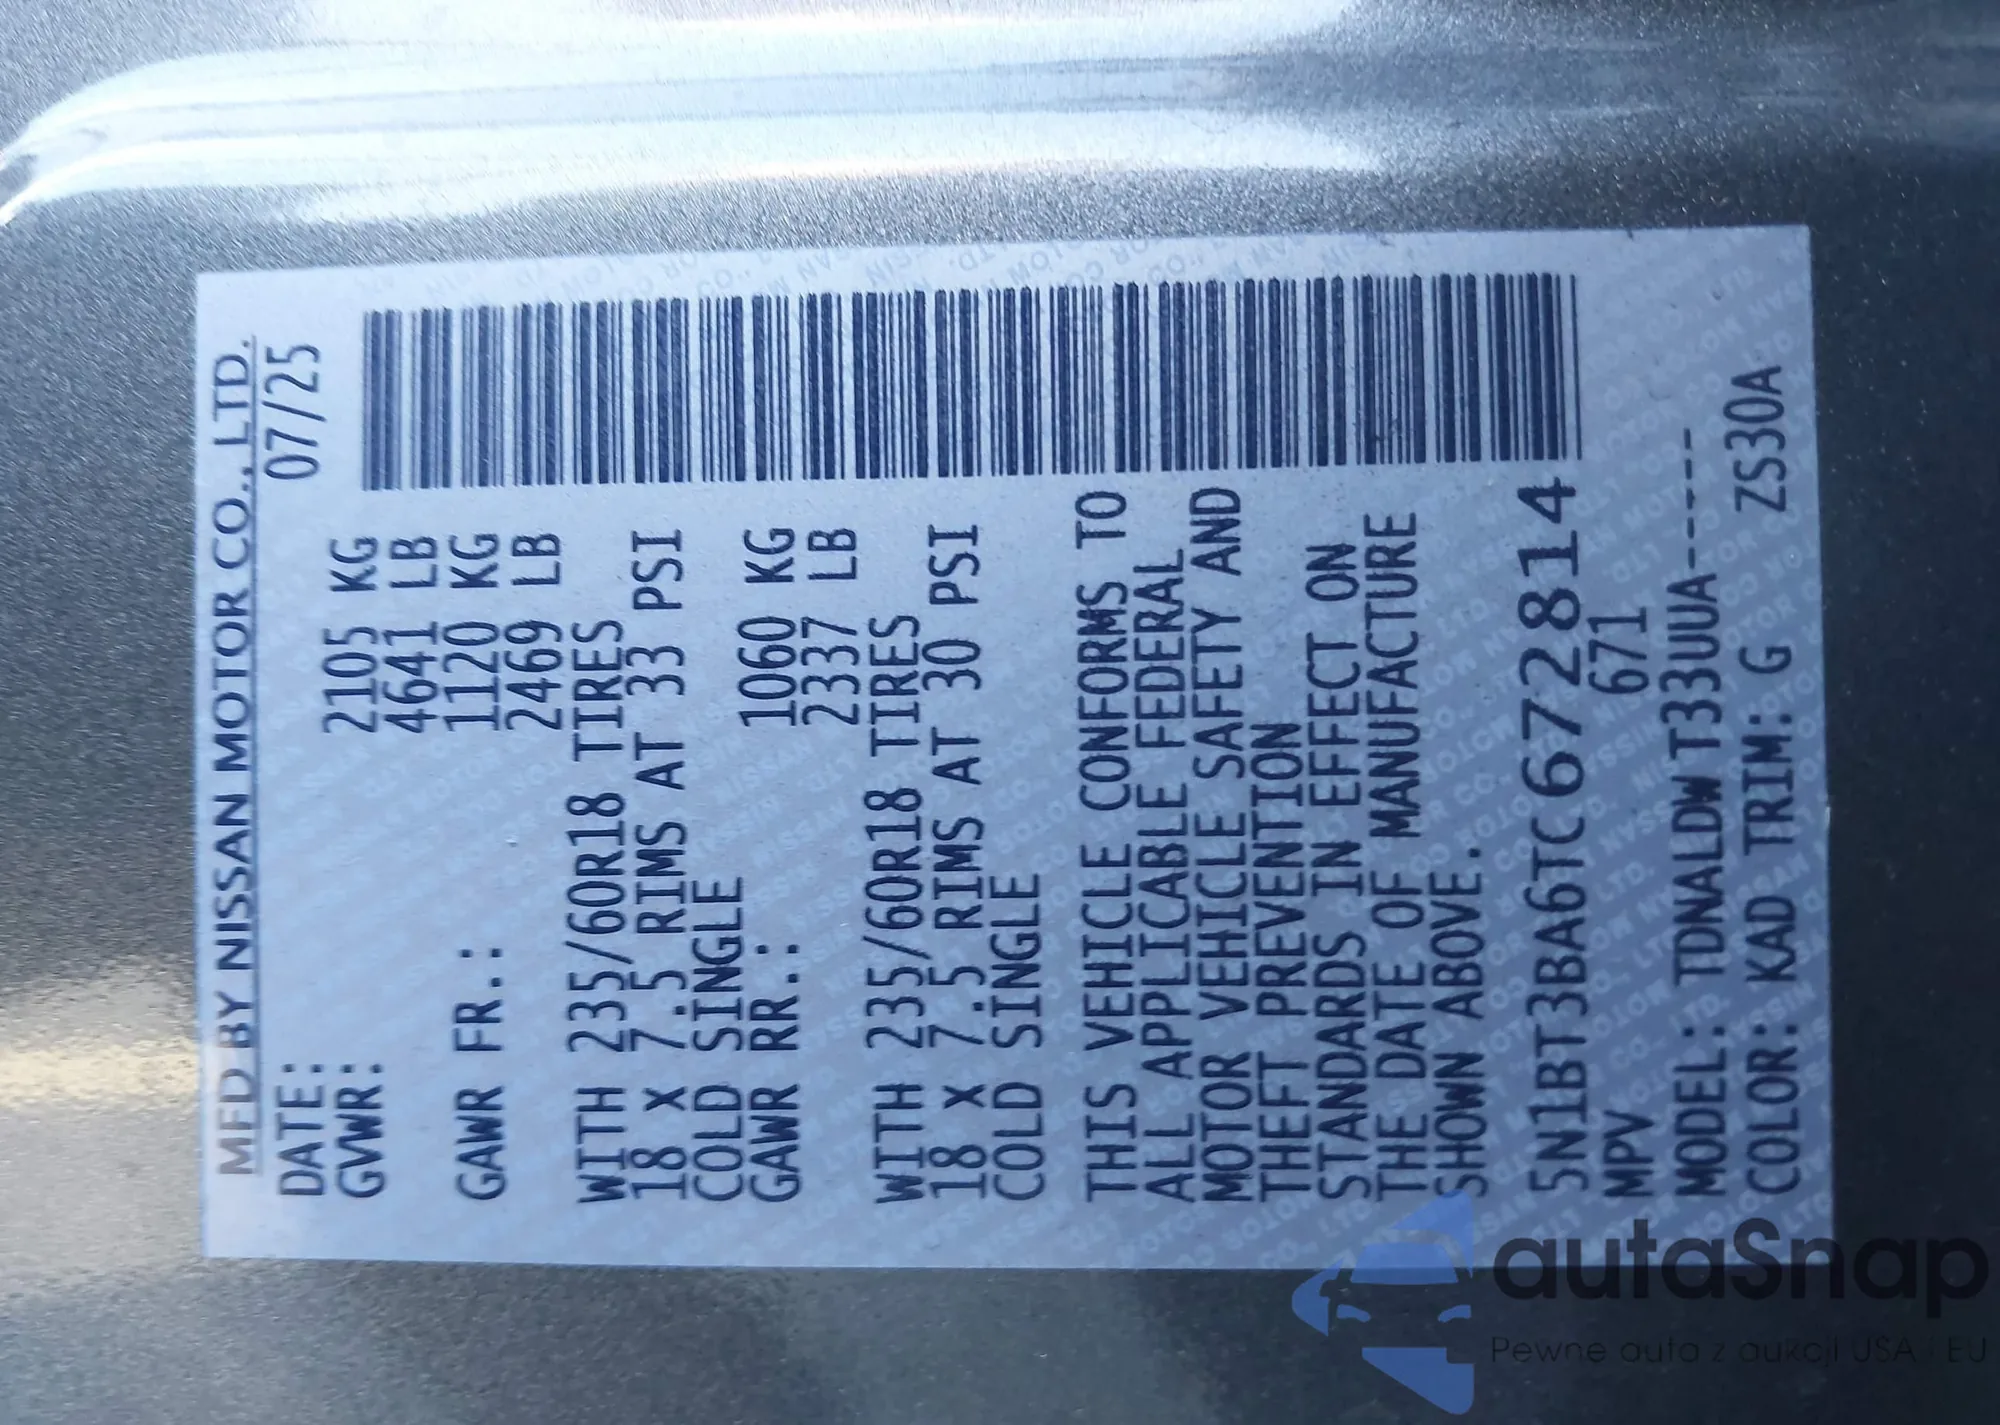 MFD BY NISSAN MOTOR CO., LTD.
DATE: 07/25
GVWR: 2105 KG
4641 LB
GAWR FR.: 1120 KG
2469 LB
WITH 235/60R18 TIRES
18 X 7.5 RIMS AT 33 PSI
COLD SINGLE
GAWR RR.: 1060 KG
2337 LB
WITH 235/60R18 TIRES
18 X 7.5 RIMS AT 30 PSI
COLD SINGLE
THIS VEHICLE CONFORMS TO
ALL APPLICABLE FEDERAL
MOTOR VEHICLE SAFETY AND
THEFT PREVENTION
STANDARDS IN EFFECT ON
THE DATE OF MANUFACTURE
SHOWN ABOVE.
5N1BT3BA6TC672814
MPV 671
MODEL: TDNALDWT33UUA-----
COLOR: KAD TRIM: G ZS30A
autaSnap
Pewne auta z aukcji USA i EU